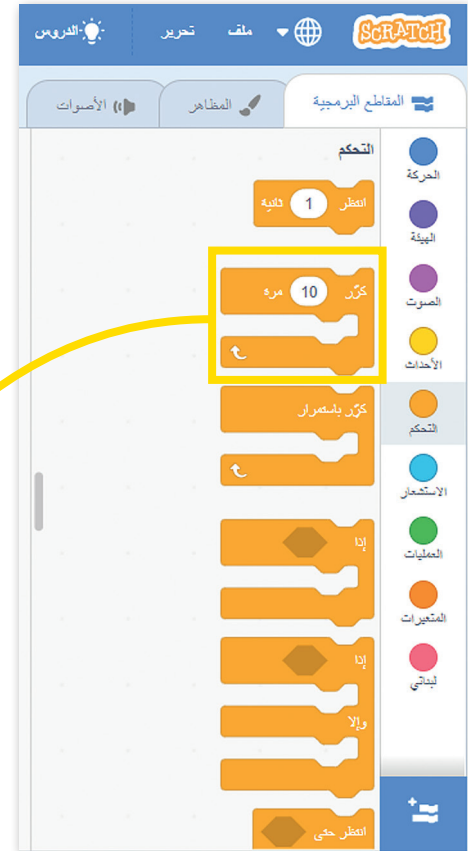 SCRATCH ملف تحرير الدروس
المقاطع البرمجية المظاهر الأصوات
الحركة
الهيئة
الصوت
الأحداث
التحكم
الاستشعار
العمليات
المتغيرات
لبناتي
التحكم
انتظر 1 ثانية
كرّر 10 مرة
كرّر باستمرار
إذا
إذا
وإلا
انتظر حتى